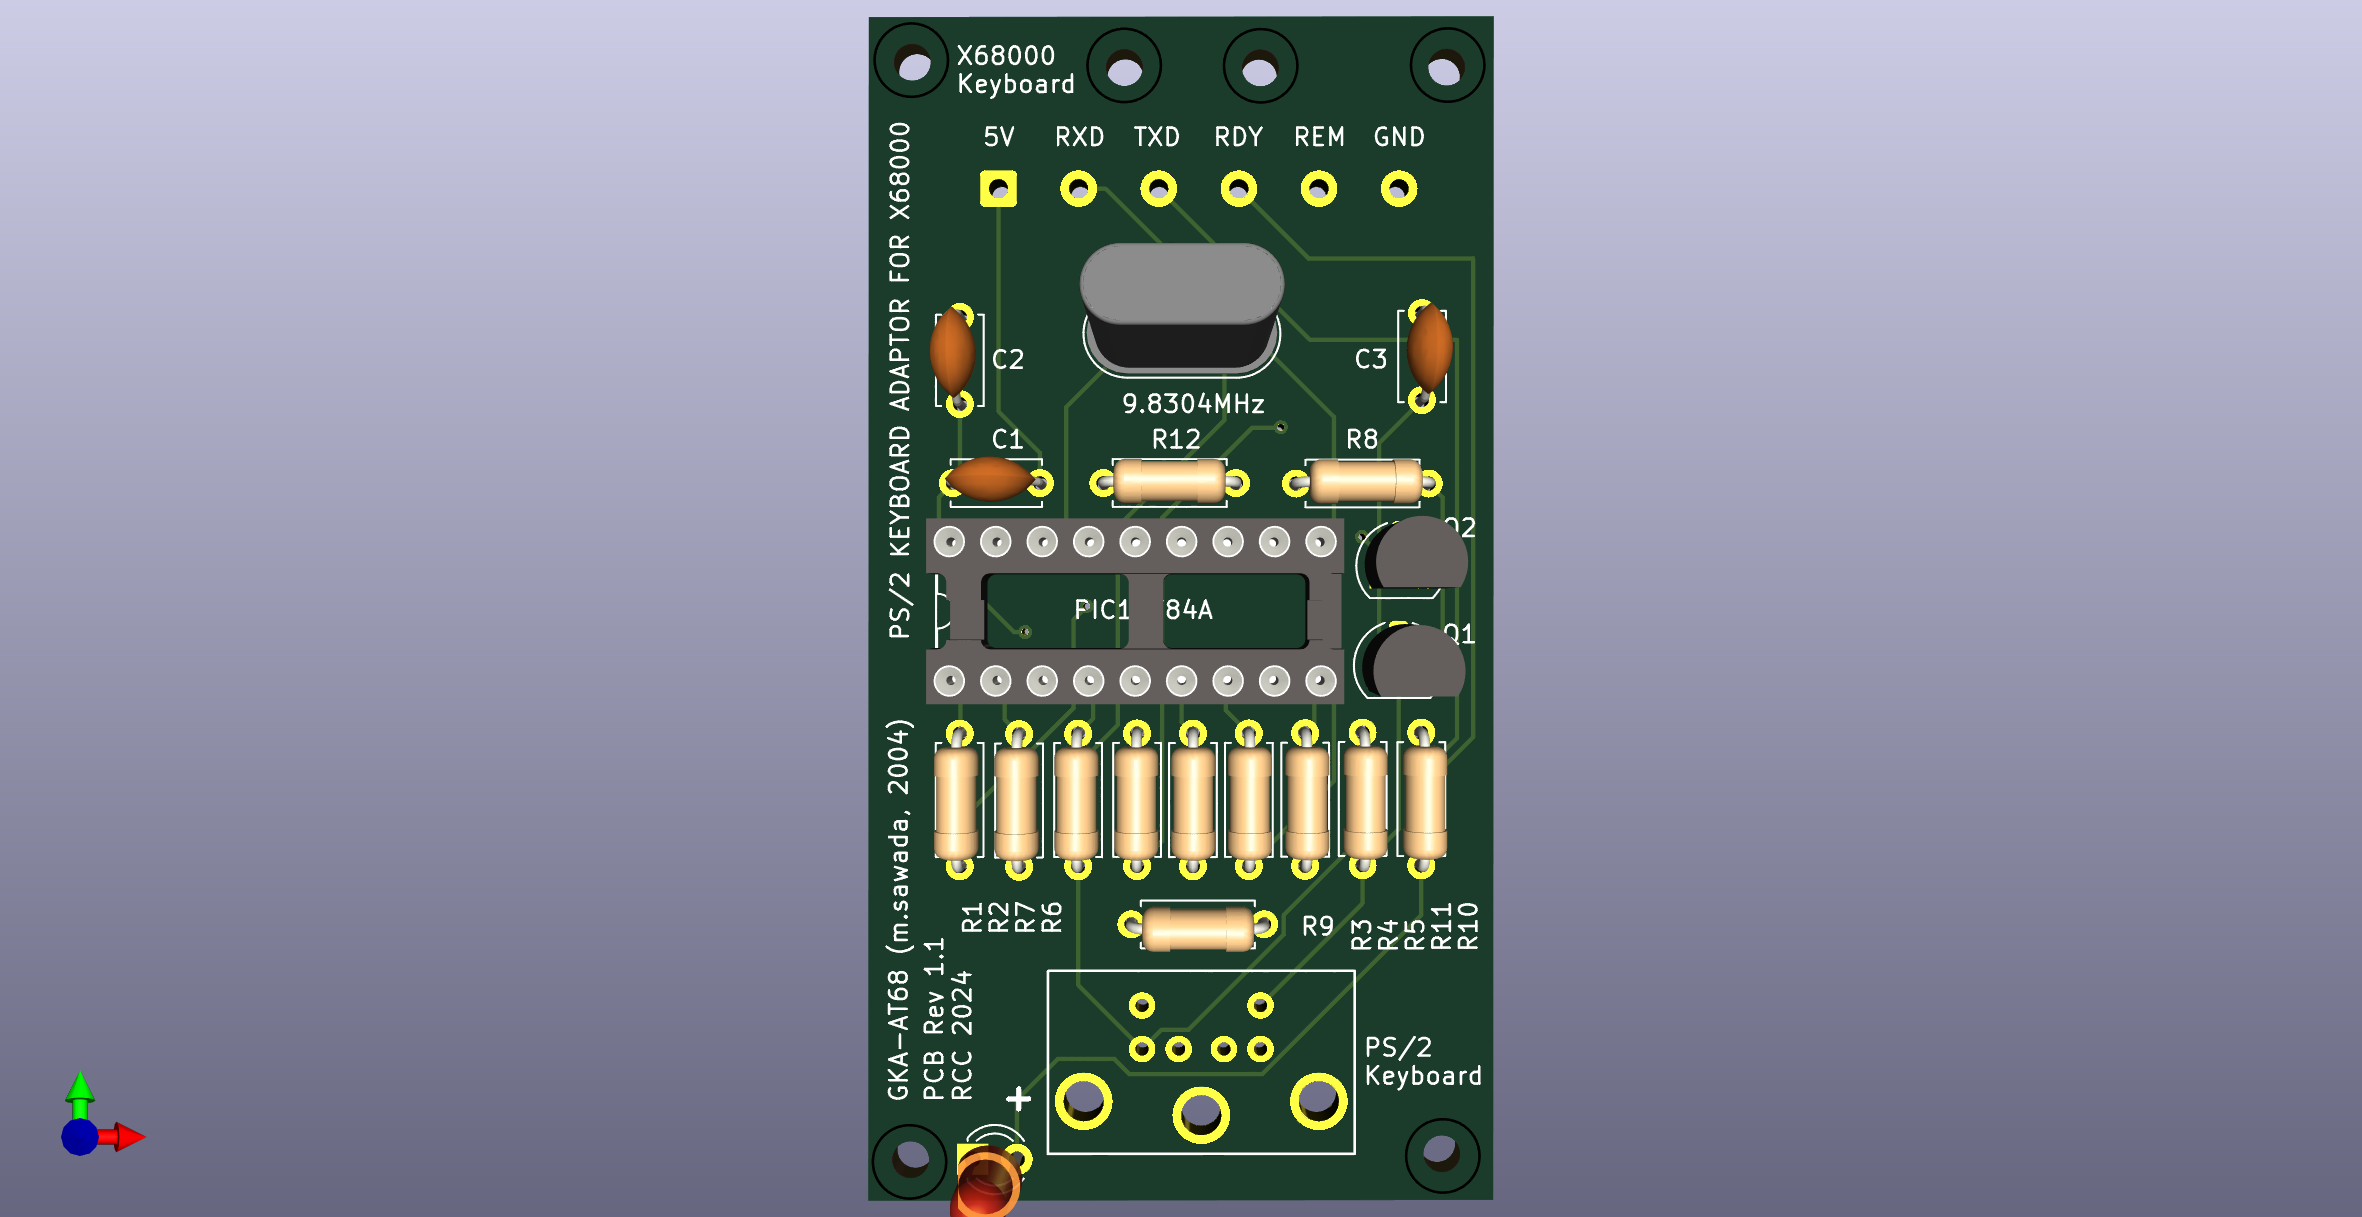 X68000
Keyboard
5V RXD TXD RDY REM GND
PS/2 KEYBOARD ADAPTOR FOR X68000
C2
C3
9.8304MHz
C1
R12
R8
Q2
PIC1 84A
Q1
GKA-AT68 (m.sawada, 2004)
PCB Rev 1.1
RCC 2024
R1
R2
R7
R6
R9
R3
R4
R5
R11
R10
PS/2
Keyboard
+